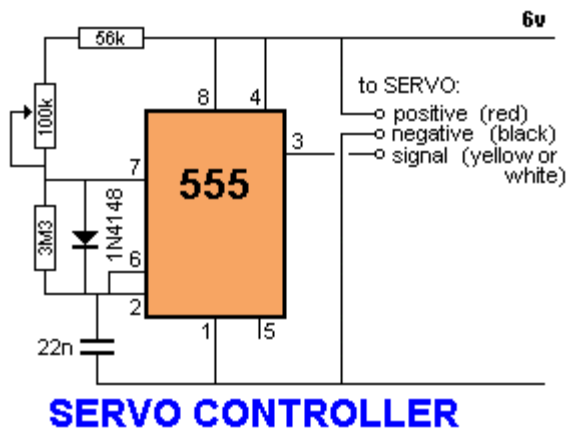 6v
56k
to SERVO:
8
4
100k
positive (red)
negative (black)
3
signal (yellow or
white)
7
555
3M3
1N4148
6
2
22n
1
5
SERVO CONTROLLER